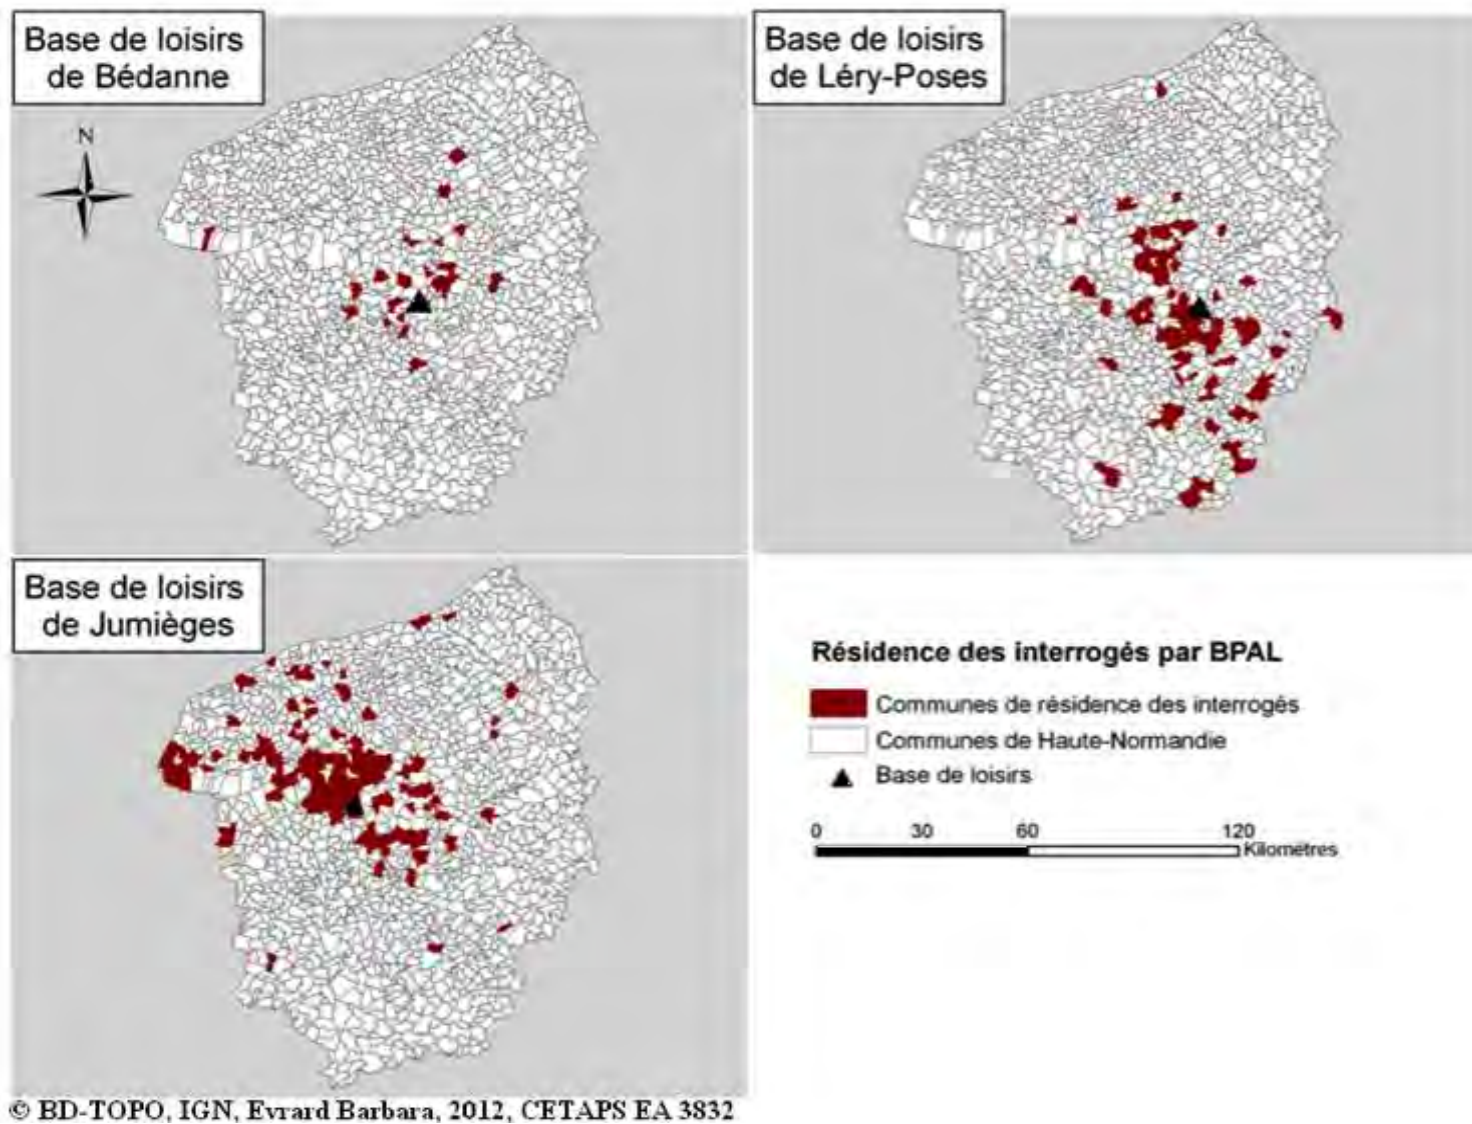 Base de loisirs
de Bédanne
N
Base de loisirs
de Léry-Poses
Base de loisirs
de Jumièges
Résidence des interrogés par BPAL
Communes de résidence des interrogés
Communes de Haute-Normandie
Base de loisirs
0 30 60 120
Kilomètres
© BD-TOPO, IGN, Evrard Barbara, 2012, CETAPS EA 3832